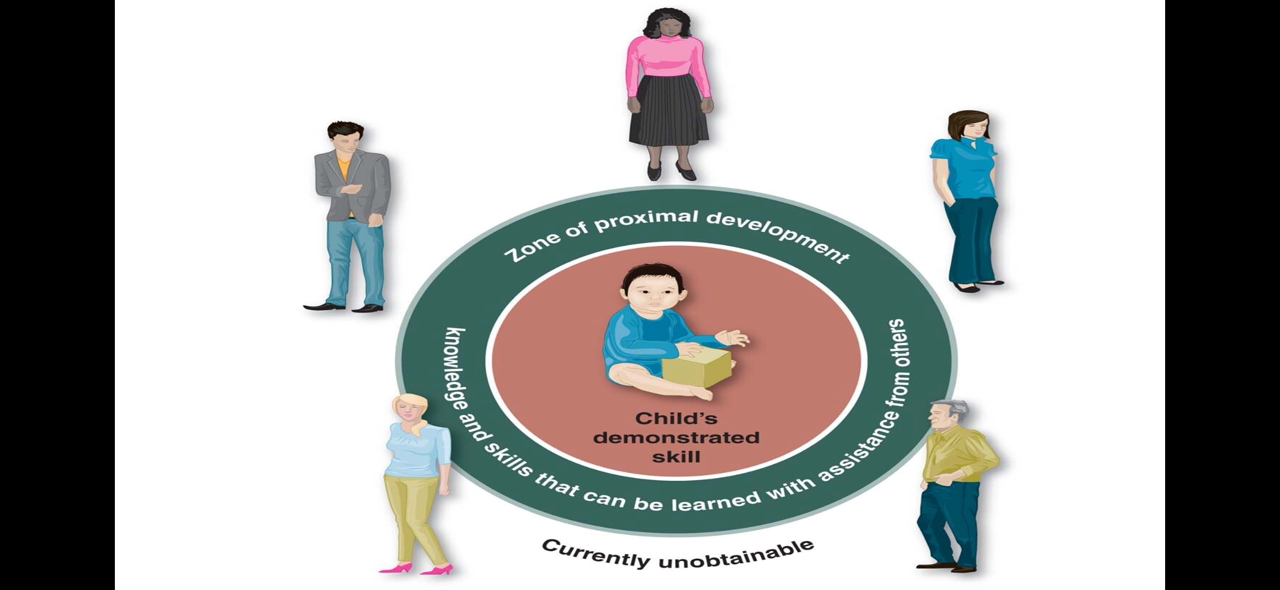 Zone of proximal development
Child's
demonstrated
skill
knowledge and skills that can be learned with assistance from others
Currently unobtainable